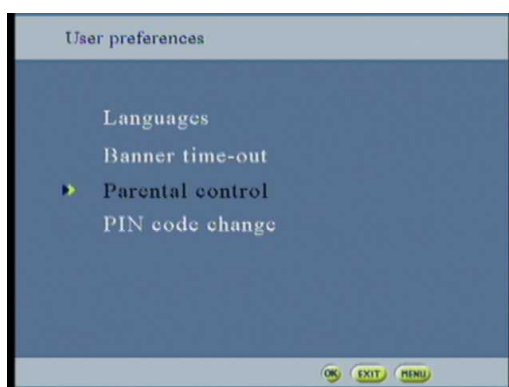 User preferences
Languages
Banner time-out
Parental control
PIN code change
OK EXIT MENU